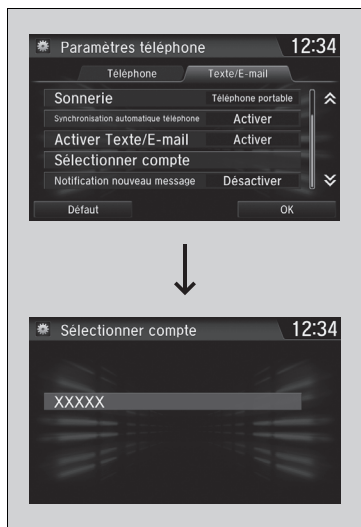 Paramètres téléphone 12:34
Téléphone Texte/E-mail
Sonnerie Téléphone portable
Synchronisation automatique téléphone Activer
Activer Texte/E-mail Activer
Sélectionner compte
Notification nouveau message Désactiver
Défaut OK
Sélectionner compte 12:34
XXXXX